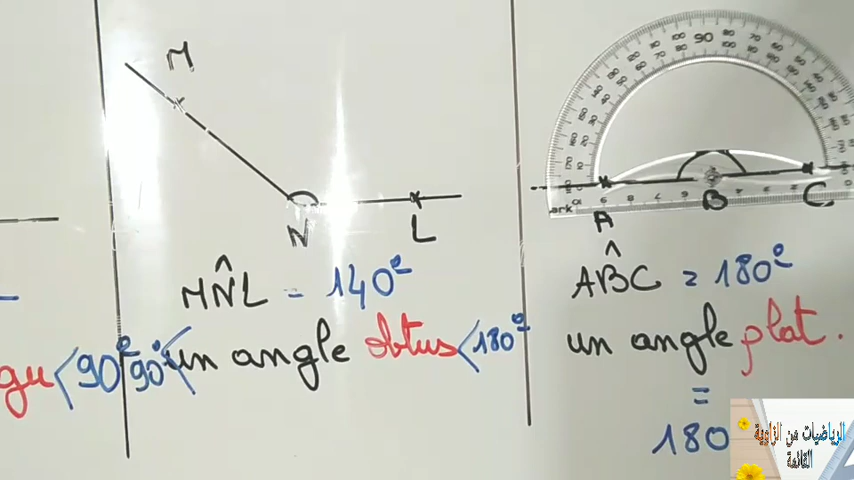 M
N
L
MN̂L = 140°
gu < 90°
90° < un angle obtus < 180°
90
A
B
C
AB̂C = 180°
un angle plat.
=
180
الرياضيات من الزاوية
القائمة